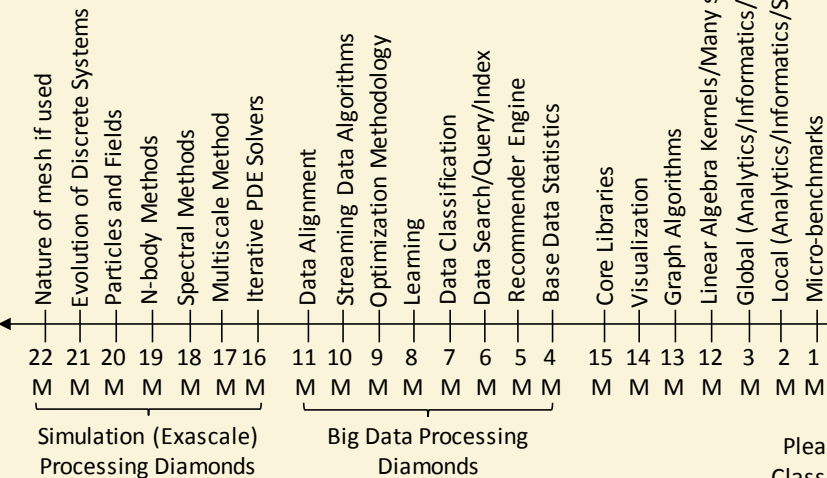 Nature of mesh if used
Evolution of Discrete Systems
Particles and Fields
N-body Methods
Spectral Methods
Multiscale Method
Iterative PDE Solvers
Data Alignment
Streaming Data Algorithms
Optimization Methodology
Learning
Data Classification
Data Search/Query/Index
Recommender Engine
Base Data Statistics
Core Libraries
Visualization
Graph Algorithms
Linear Algebra Kernels/Many
Global (Analytics/Informatics/
Local (Analytics/Informatics/
Micro-benchmarks
22 21 20 19 18 17 16 11 10 9 8 7 6 5 4 15 14 13 12 3 2 1
M M M M M M M M M M M M M M M M M M M M M M
Simulation (Exascale)
Processing Diamonds
Big Data Processing
Diamonds